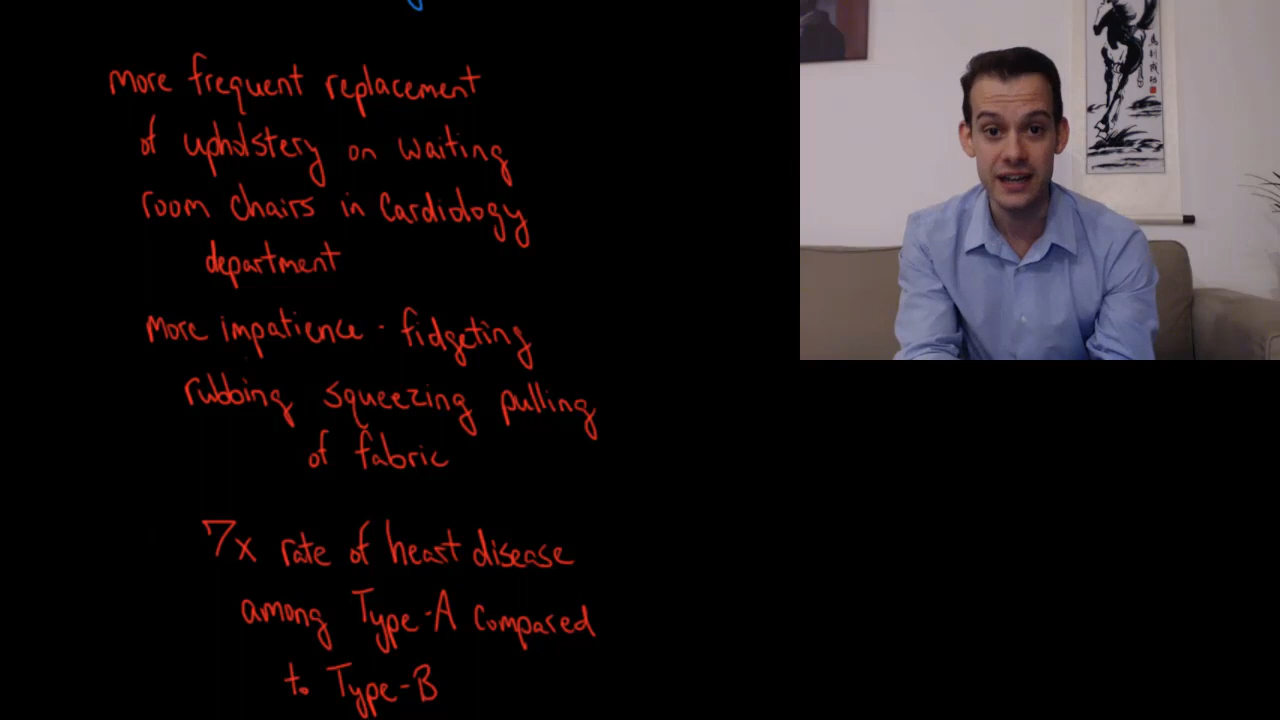 More frequent replacement
of upholstery on waiting
room chairs in Cardiology
department
More impatience - fidgeting
rubbing squeezing pulling
of fabric
7x rate of heart disease
among Type-A compared
to Type-B